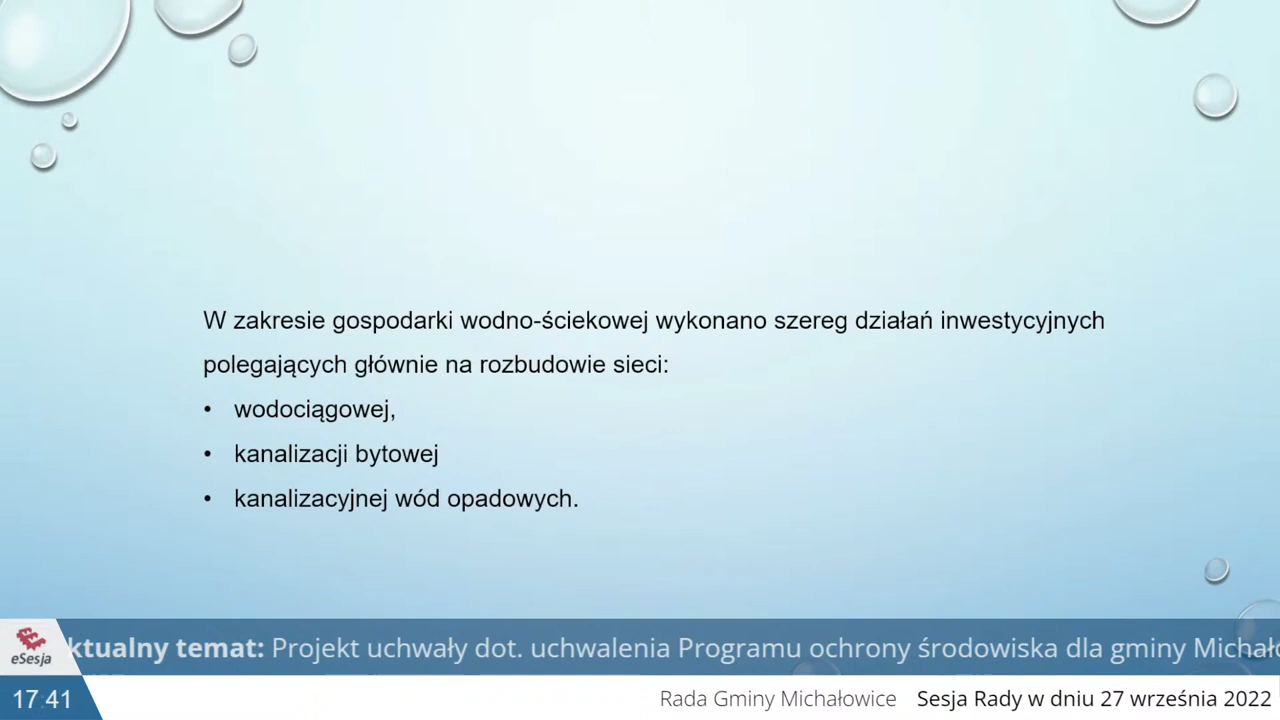 W zakresie gospodarki wodno-ściekowej wykonano szereg działań inwestycyjnych
polegających głównie na rozbudowie sieci:
• wodociągowej,
• kanalizacji bytowej
• kanalizacyjnej wód opadowych.
ktualny temat: Projekt uchwały dot. uchwalenia Programu ochrony środowiska dla gminy Michało
eSesja
17:41 Rada Gminy Michałowice Sesja Rady w dniu 27 września 2022